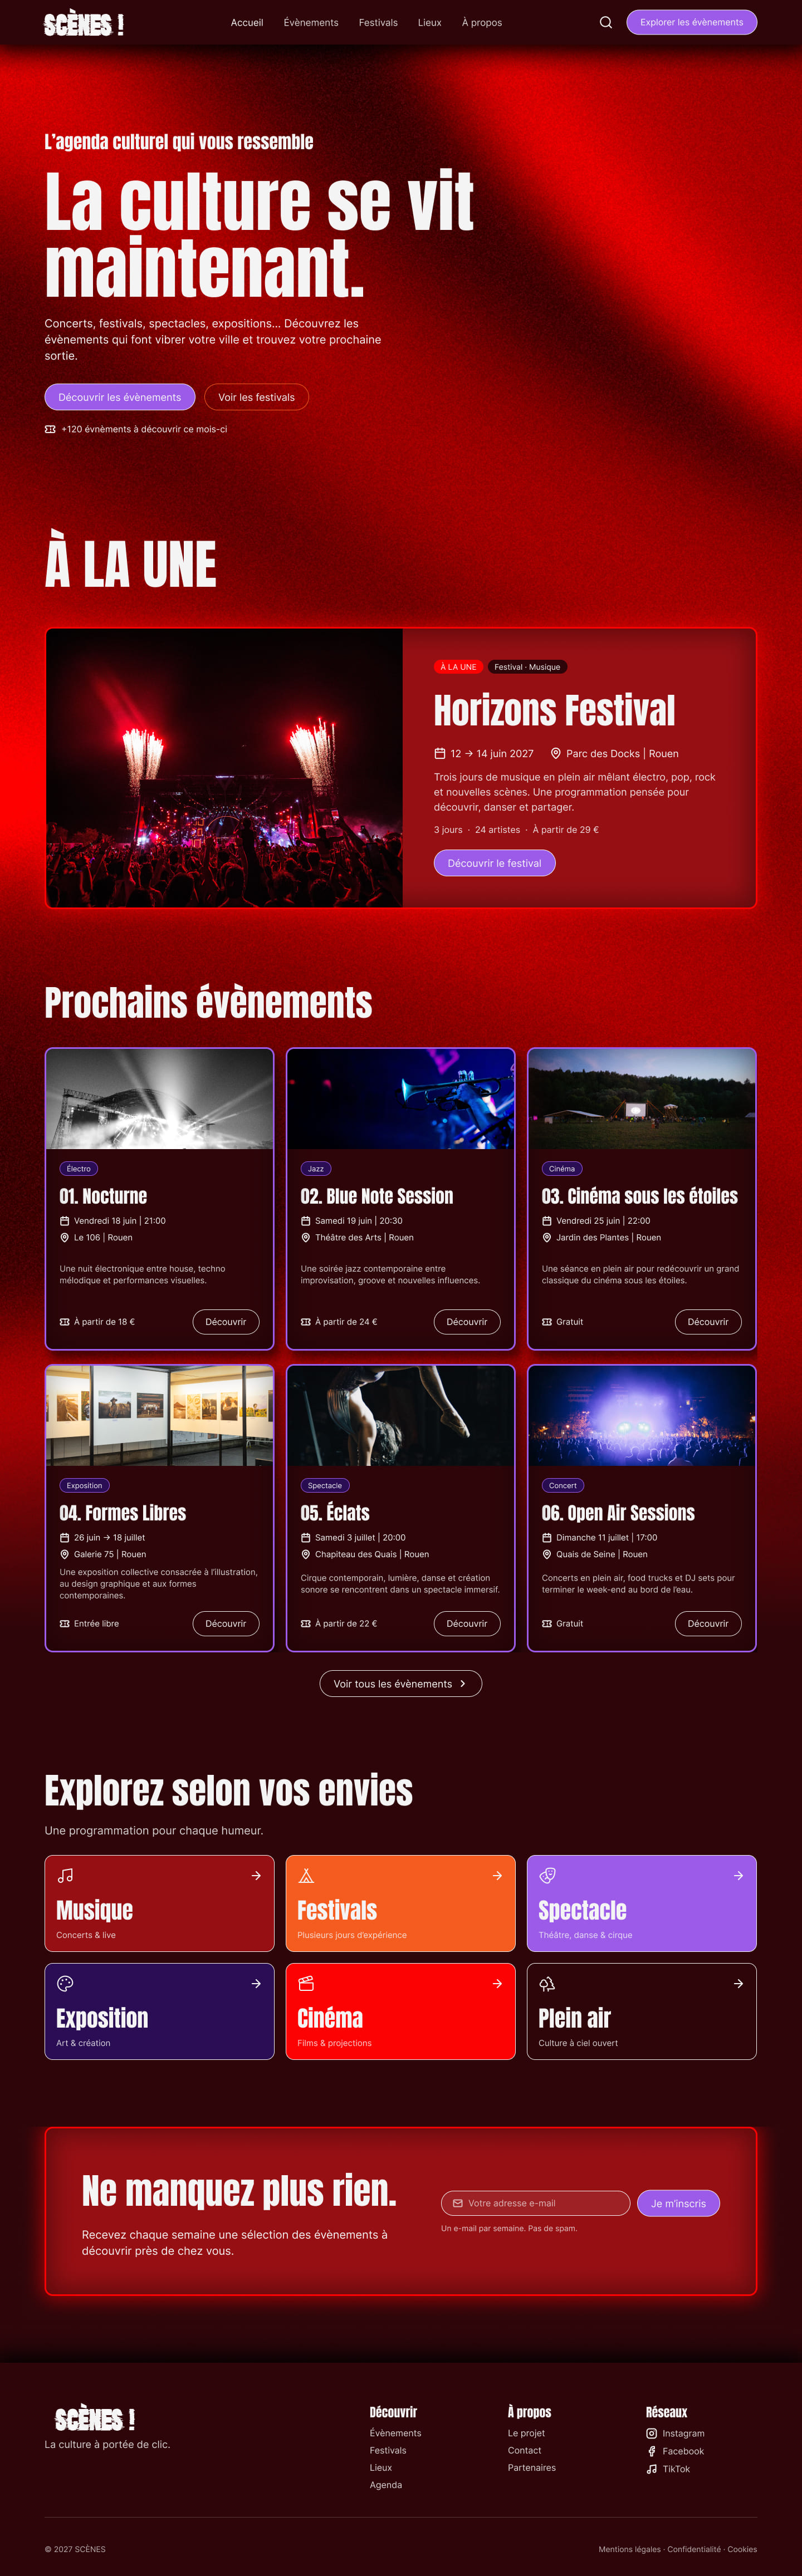 SCÈNES !
Accueil
Évènements
Festivals
Lieux
À propos
Explorer les évènements
L'agenda culturel qui vous ressemble
La culture se vit
maintenant.
Concerts, festivals, spectacles, expositions... Découvrez les
évènements qui font vibrer votre ville et trouvez votre prochaine
sortie.
Découvrir les évènements
Voir les festivals
+120 évnèments à découvrir ce mois-ci
À LA UNE
À LA UNE
Festival · Musique
Horizons Festival
12 → 14 juin 2027
Parc des Docks | Rouen
Trois jours de musique en plein air mêlant électro, pop, rock
et nouvelles scènes. Une programmation pensée pour
découvrir, danser et partager.
3 jours · 24 artistes · À partir de 29 €
Découvrir le festival
Prochains évènements
Électro
01. Nocturne
Vendredi 18 juin | 21:00
Le 106 | Rouen
Une nuit électronique entre house, techno
mélodique et performances visuelles.
À partir de 18 €
Découvrir
Jazz
02. Blue Note Session
Samedi 19 juin | 20:30
Théâtre des Arts | Rouen
Une soirée jazz contemporaine entre
improvisation, groove et nouvelles influences.
À partir de 24 €
Découvrir
Cinéma
03. Cinéma sous les étoiles
Vendredi 25 juin | 22:00
Jardin des Plantes | Rouen
Une séance en plein air pour redécouvrir un grand
classique du cinéma sous les étoiles.
Gratuit
Découvrir
Exposition
04. Formes Libres
26 juin → 18 juillet
Galerie 75 | Rouen
Une exposition collective consacrée à l'illustration,
au design graphique et aux formes
contemporaines.
Entrée libre
Découvrir
Spectacle
05. Éclats
Samedi 3 juillet | 20:00
Chapiteau des Quais | Rouen
Cirque contemporain, lumière, danse et création
sonore se rencontrent dans un spectacle immersif.
À partir de 22 €
Découvrir
Concert
06. Open Air Sessions
Dimanche 11 juillet | 17:00
Quais de Seine | Rouen
Concerts en plein air, food trucks et DJ sets pour
terminer le week-end au bord de l'eau.
Gratuit
Découvrir
Voir tous les évènements
Explorez selon vos envies
Une programmation pour chaque humeur.
Musique
Concerts & live
Festivals
Plusieurs jours d'expérience
Spectacle
Théâtre, danse & cirque
Exposition
Art & création
Cinéma
Films & projections
Plein air
Culture à ciel ouvert
Ne manquez plus rien.
Recevez chaque semaine une sélection des évènements à
découvrir près de chez vous.
Votre adresse e-mail
Je m'inscris
Un e-mail par semaine. Pas de spam.
SCÈNES !
La culture à portée de clic.
Découvrir
Évènements
Festivals
Lieux
Agenda
À propos
Le projet
Contact
Partenaires
Réseaux
Instagram
Facebook
TikTok
© 2027 SCÈNES
Mentions légales · Confidentialité · Cookies